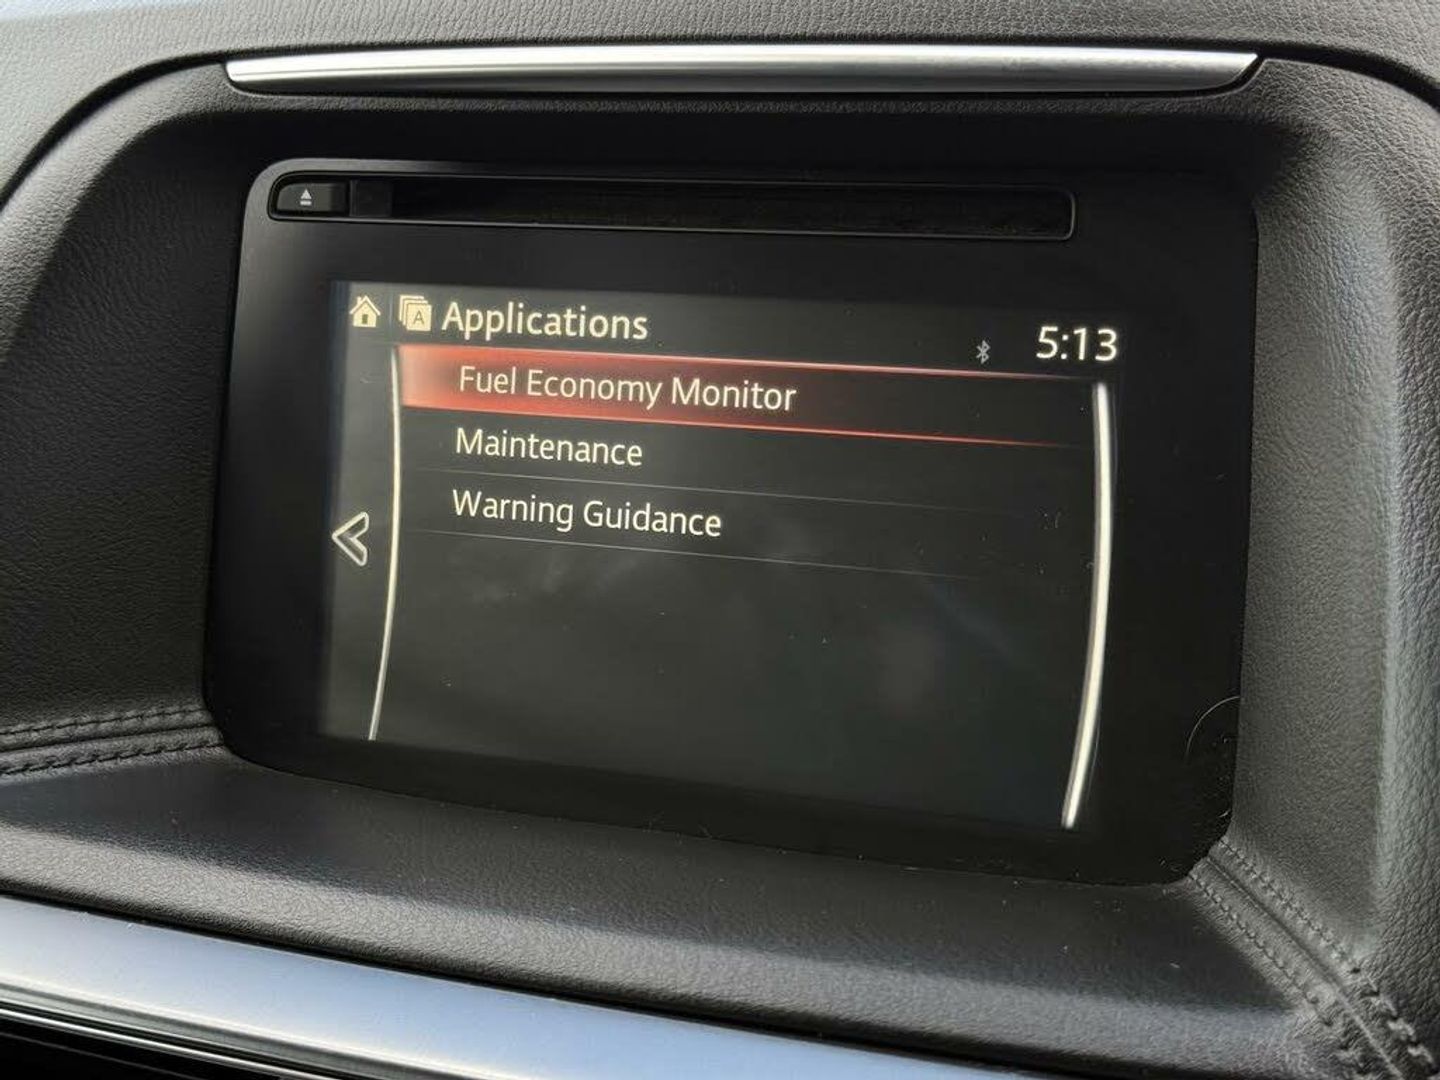 Applications
5:13
Fuel Economy Monitor
Maintenance
Warning Guidance